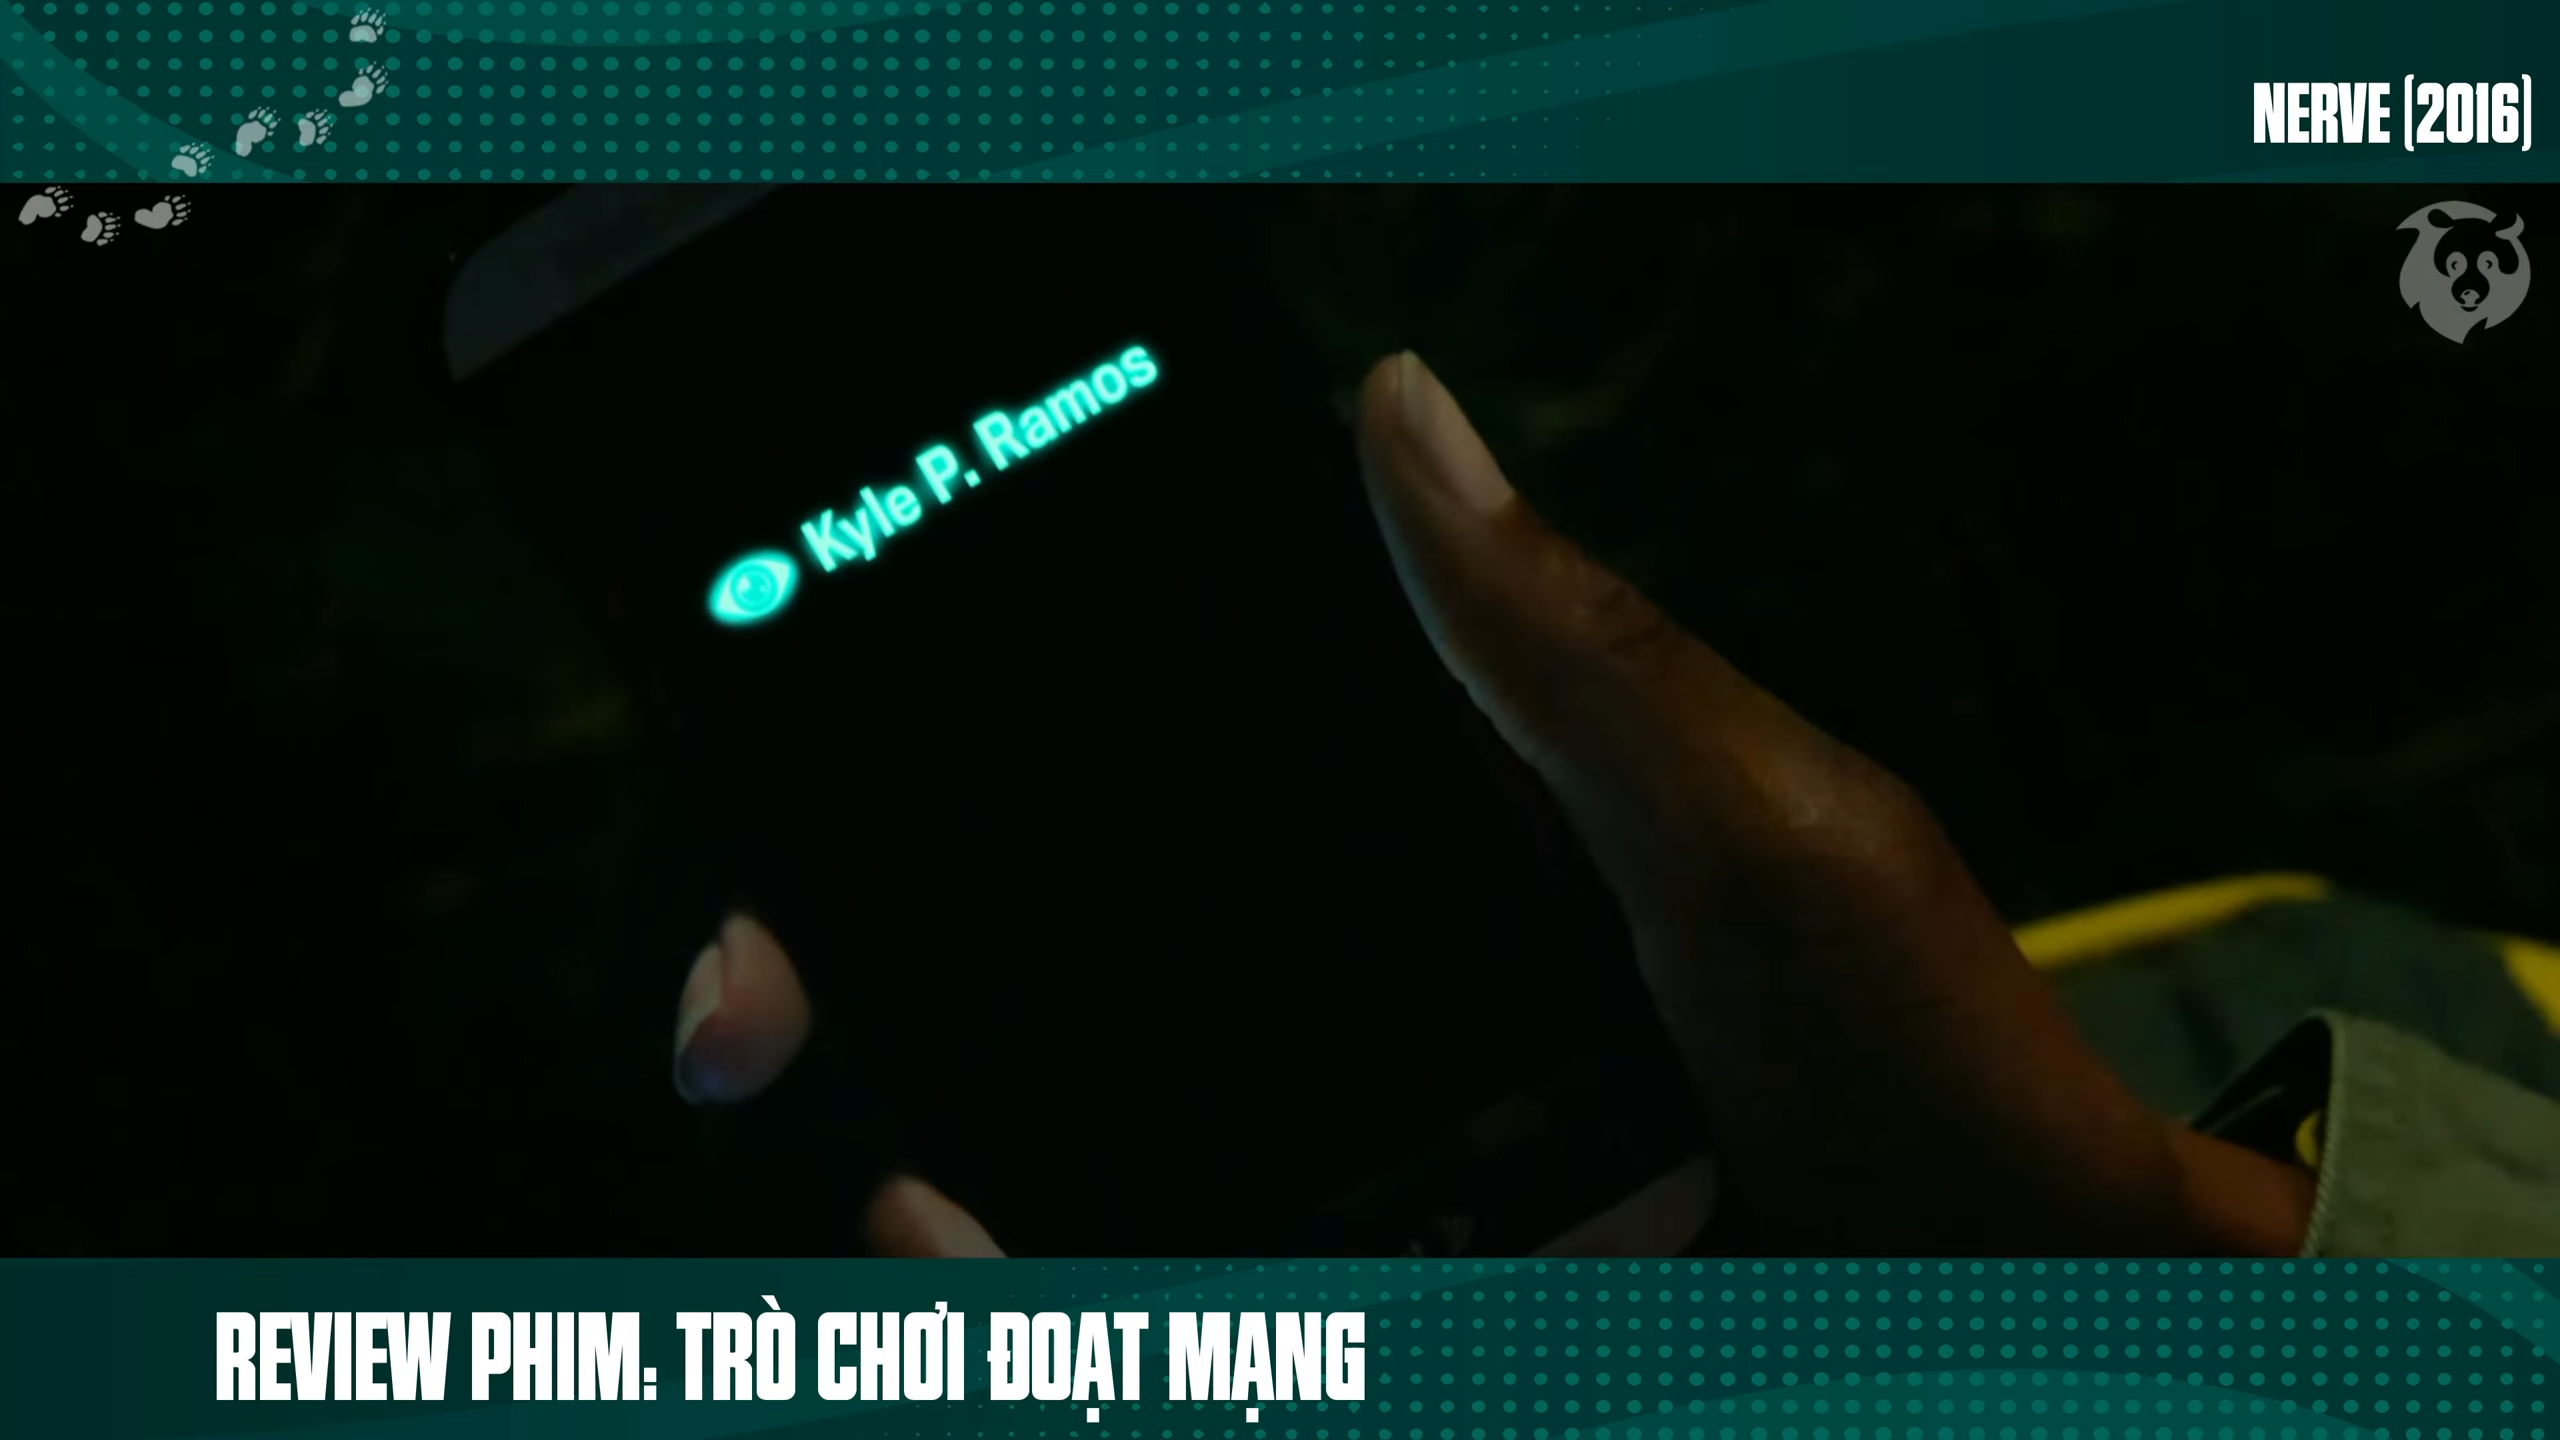 NERVE (2016)
Kyle P. Ramos
REVIEW PHIM: TRÒ CHƠI ĐOẠT MẠNG